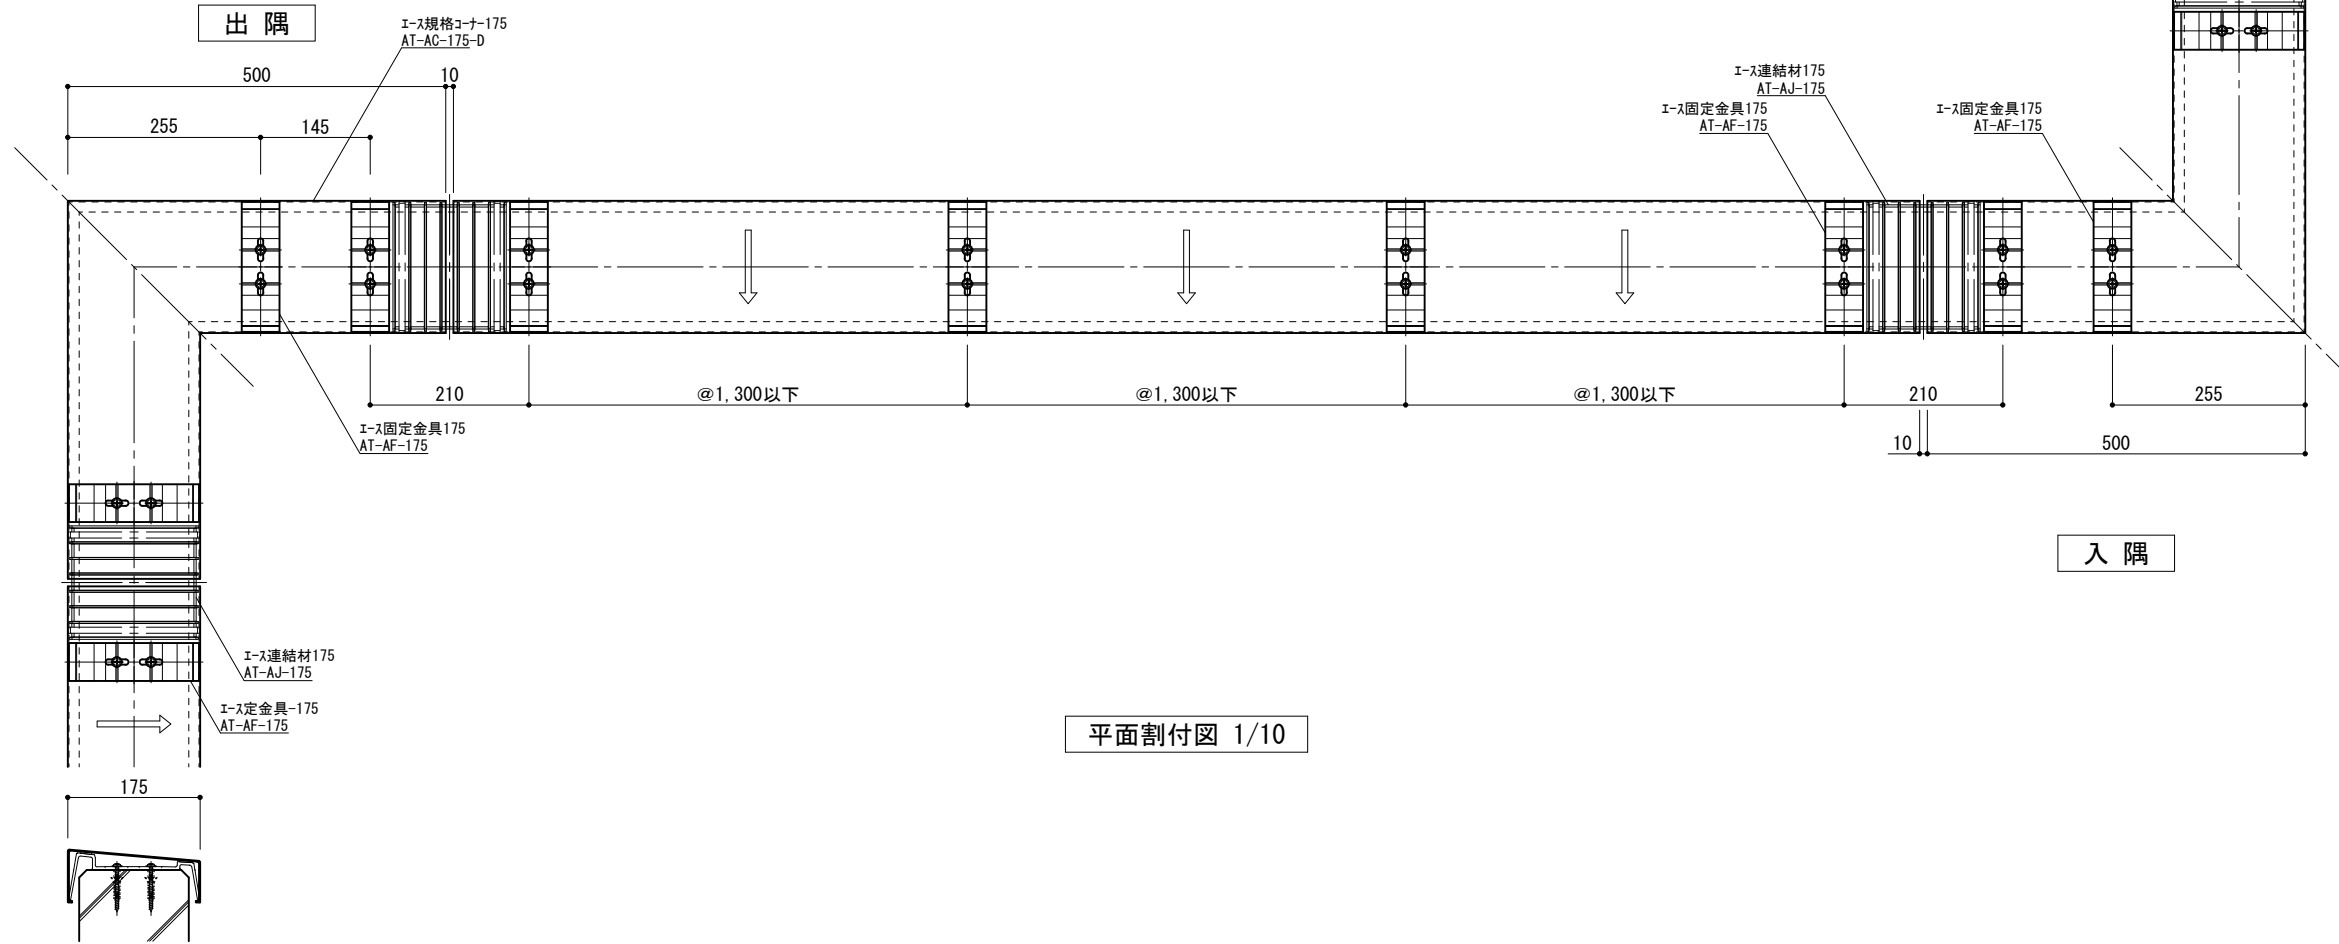 出 隅
ｴｰｽ規格ｺｰﾅｰ175
AT-AC-175-D
500
10
255
145
ｴｰｽ連結材175
AT-AJ-175
ｴｰｽ固定金具175
AT-AF-175
ｴｰｽ固定金具175
AT-AF-175
210
@1,300以下
@1,300以下
@1,300以下
210
255
10
500
ｴｰｽ固定金具175
AT-AF-175
入 隅
ｴｰｽ連結材175
AT-AJ-175
ｴｰｽ定金具-175
AT-AF-175
平面割付図 1/10
175